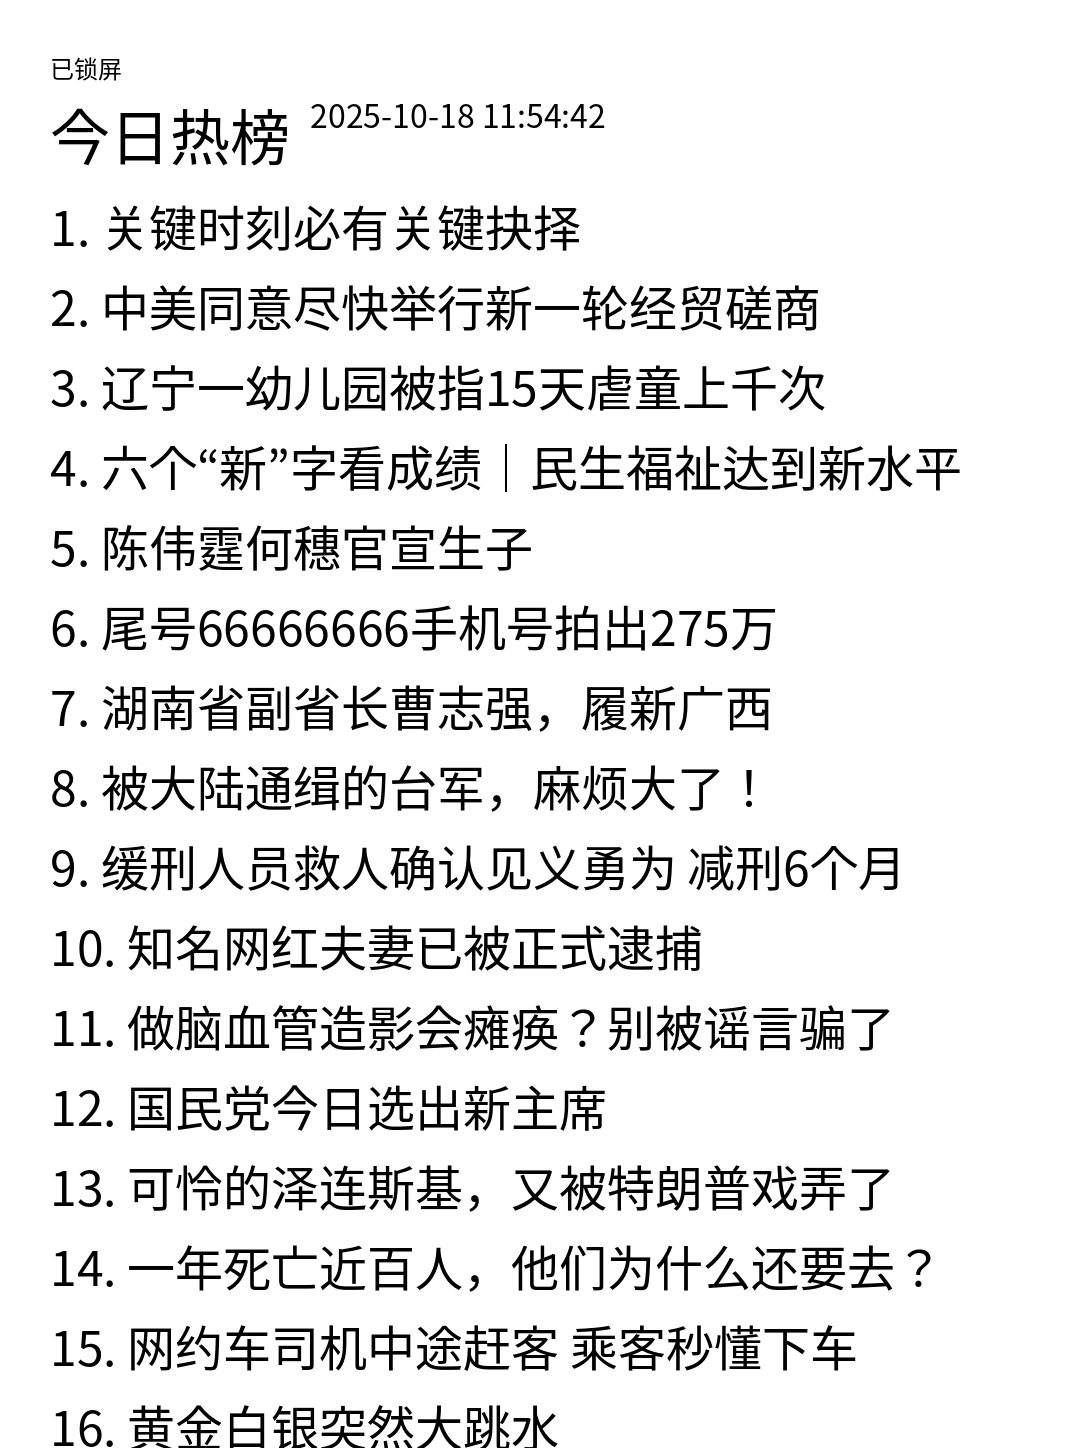 已锁屏
今日热榜 2025-10-18 11:54:42
1. 关键时刻必有关键抉择
2. 中美同意尽快举行新一轮经贸磋商
3. 辽宁一幼儿园被指15天虐童上千次
4. 六个“新”字看成绩｜民生福祉达到新水平
5. 陈伟霆何穗官宣生子
6. 尾号66666666手机号拍出275万
7. 湖南省副省长曹志强，履新广西
8. 被大陆通缉的台军，麻烦大了！
9. 缓刑人员救人确认见义勇为 减刑6个月
10. 知名网红夫妻已被正式逮捕
11. 做脑血管造影会瘫痪？别被谣言骗了
12. 国民党今日选出新主席
13. 可怜的泽连斯基，又被特朗普戏弄了
14. 一年死亡近百人，他们为什么还要去？
15. 网约车司机中途赶客 乘客秒懂下车
16. 黄金白银突然大跳水